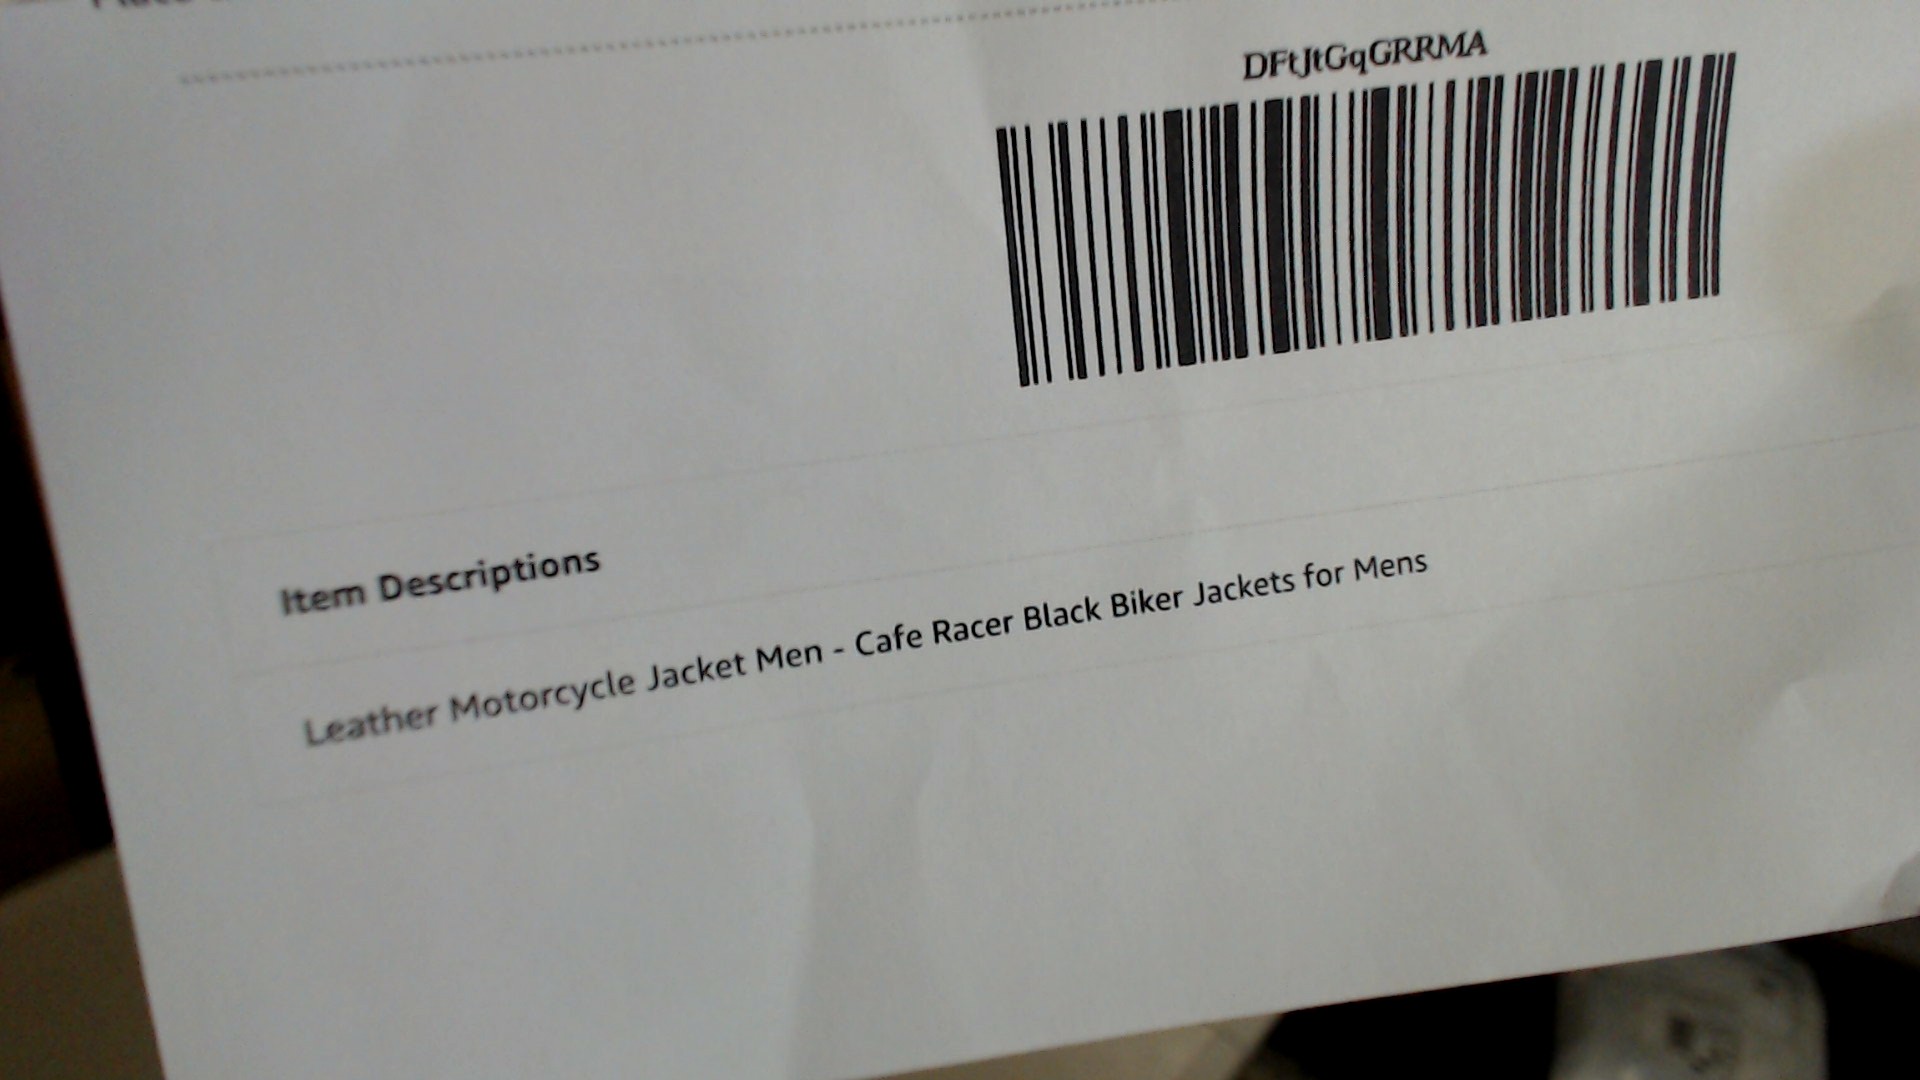 DFtJtGqGRRMA
Item Descriptions
Leather Motorcycle Jacket Men - Cafe Racer Black Biker Jackets for Mens